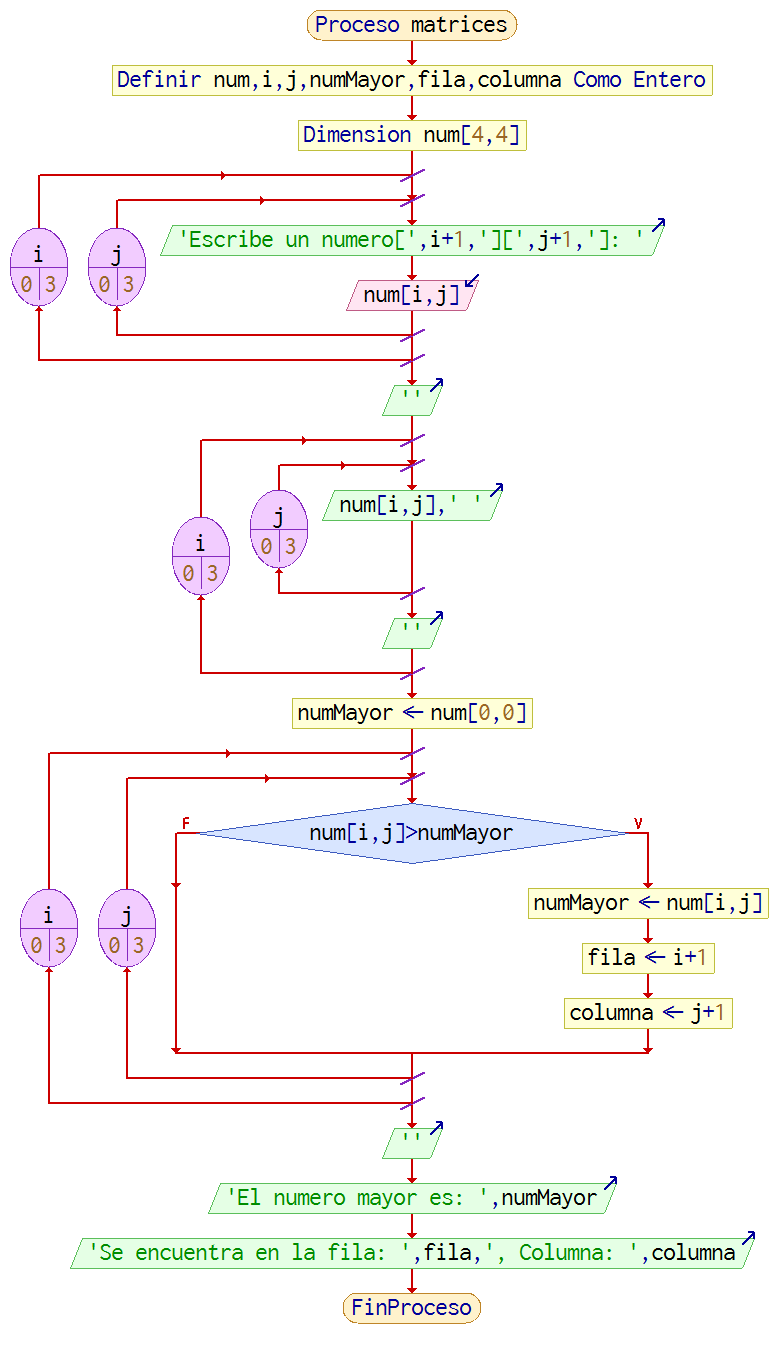 Proceso matrices
Definir num,i,j,numMayor,fila,columna Como Entero
Dimension num[4,4]
i
0 3
j
0 3
'Escribe un numero[',i+1,'][',j+1,']: '
num[i,j]
''
i
0 3
j
0 3
num[i,j],' '
''
numMayor ← num[0,0]
F
num[i,j]>numMayor
V
i
0 3
j
0 3
numMayor ← num[i,j]
fila ← i+1
columna ← j+1
''
'El numero mayor es: ',numMayor
'Se encuentra en la fila: ',fila,', Columna: ',columna
FinProceso